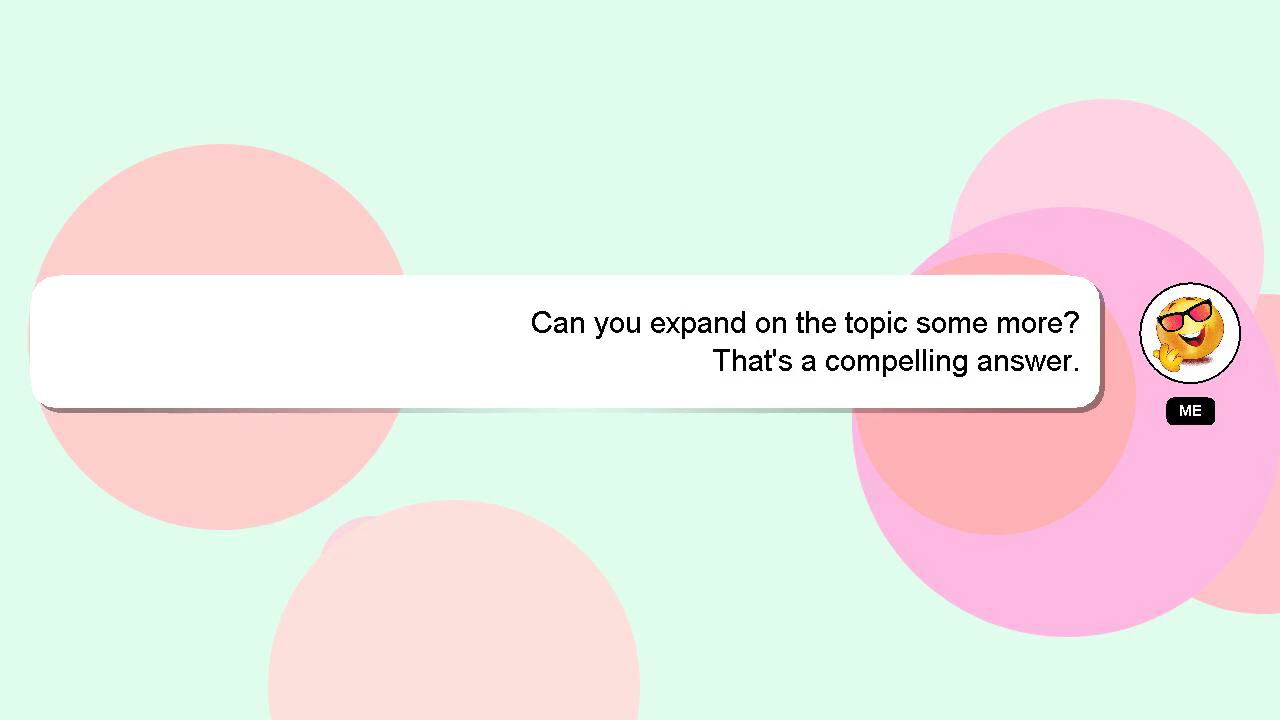 Can you expand on the topic some more?
That's a compelling answer.
ME